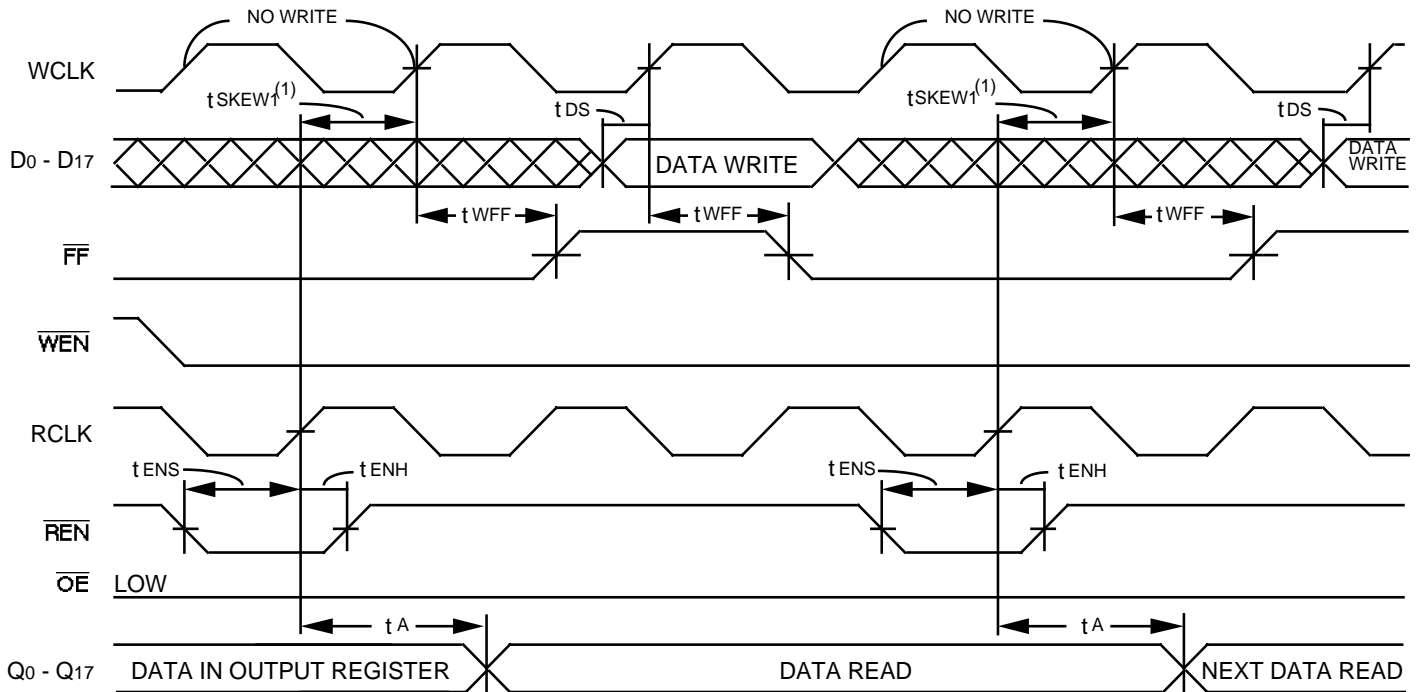 NO WRITE
NO WRITE
WCLK
tSKEW1(1)
tDS
tSKEW1(1)
tDS
D0 - D17
DATA WRITE
DATA
WRITE
tWFF
tWFF
tWFF
FF
WEN
RCLK
tENS
tENH
tENS
tENH
REN
OE
LOW
tA
tA
Q0 - Q17
DATA IN OUTPUT REGISTER
DATA READ
NEXT DATA READ